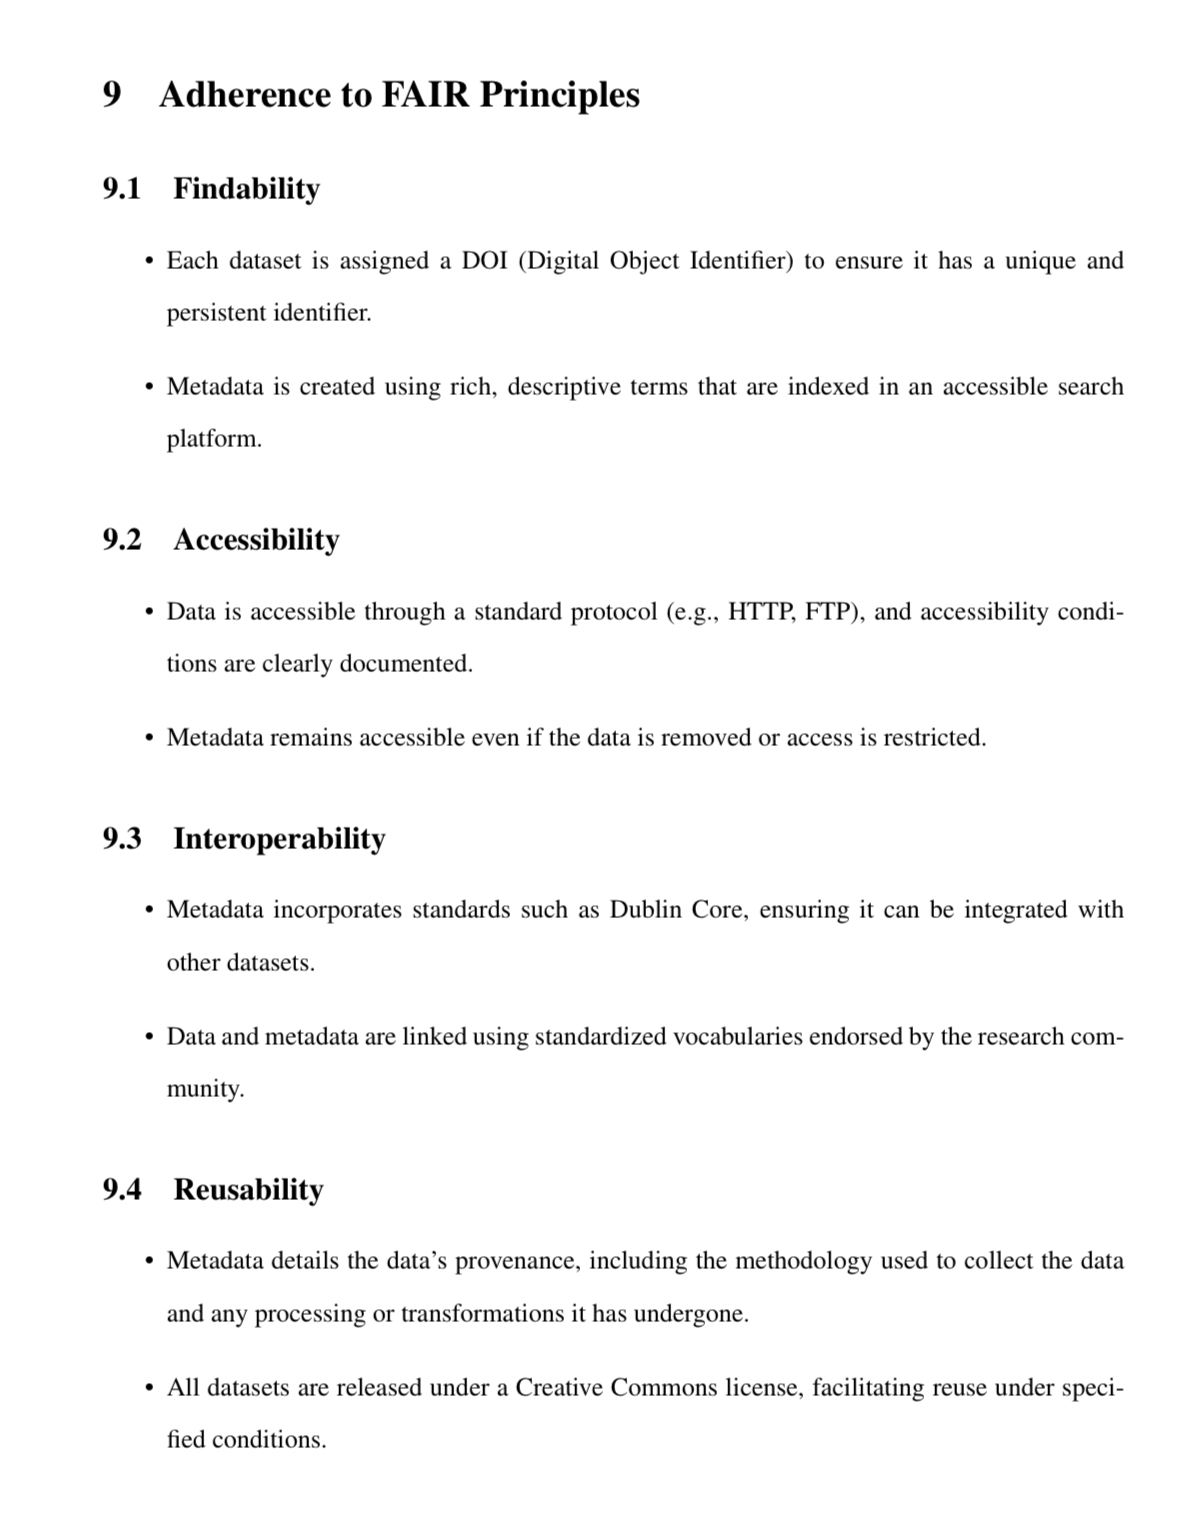 9 Adherence to FAIR Principles
9.1 Findability
• Each dataset is assigned a DOI (Digital Object Identifier) to ensure it has a unique and
persistent identifier.
• Metadata is created using rich, descriptive terms that are indexed in an accessible search
platform.
9.2 Accessibility
• Data is accessible through a standard protocol (e.g., HTTP, FTP), and accessibility condi-
tions are clearly documented.
• Metadata remains accessible even if the data is removed or access is restricted.
9.3 Interoperability
• Metadata incorporates standards such as Dublin Core, ensuring it can be integrated with
other datasets.
• Data and metadata are linked using standardized vocabularies endorsed by the research com-
munity.
9.4 Reusability
• Metadata details the data’s provenance, including the methodology used to collect the data
and any processing or transformations it has undergone.
• All datasets are released under a Creative Commons license, facilitating reuse under speci-
fied conditions.